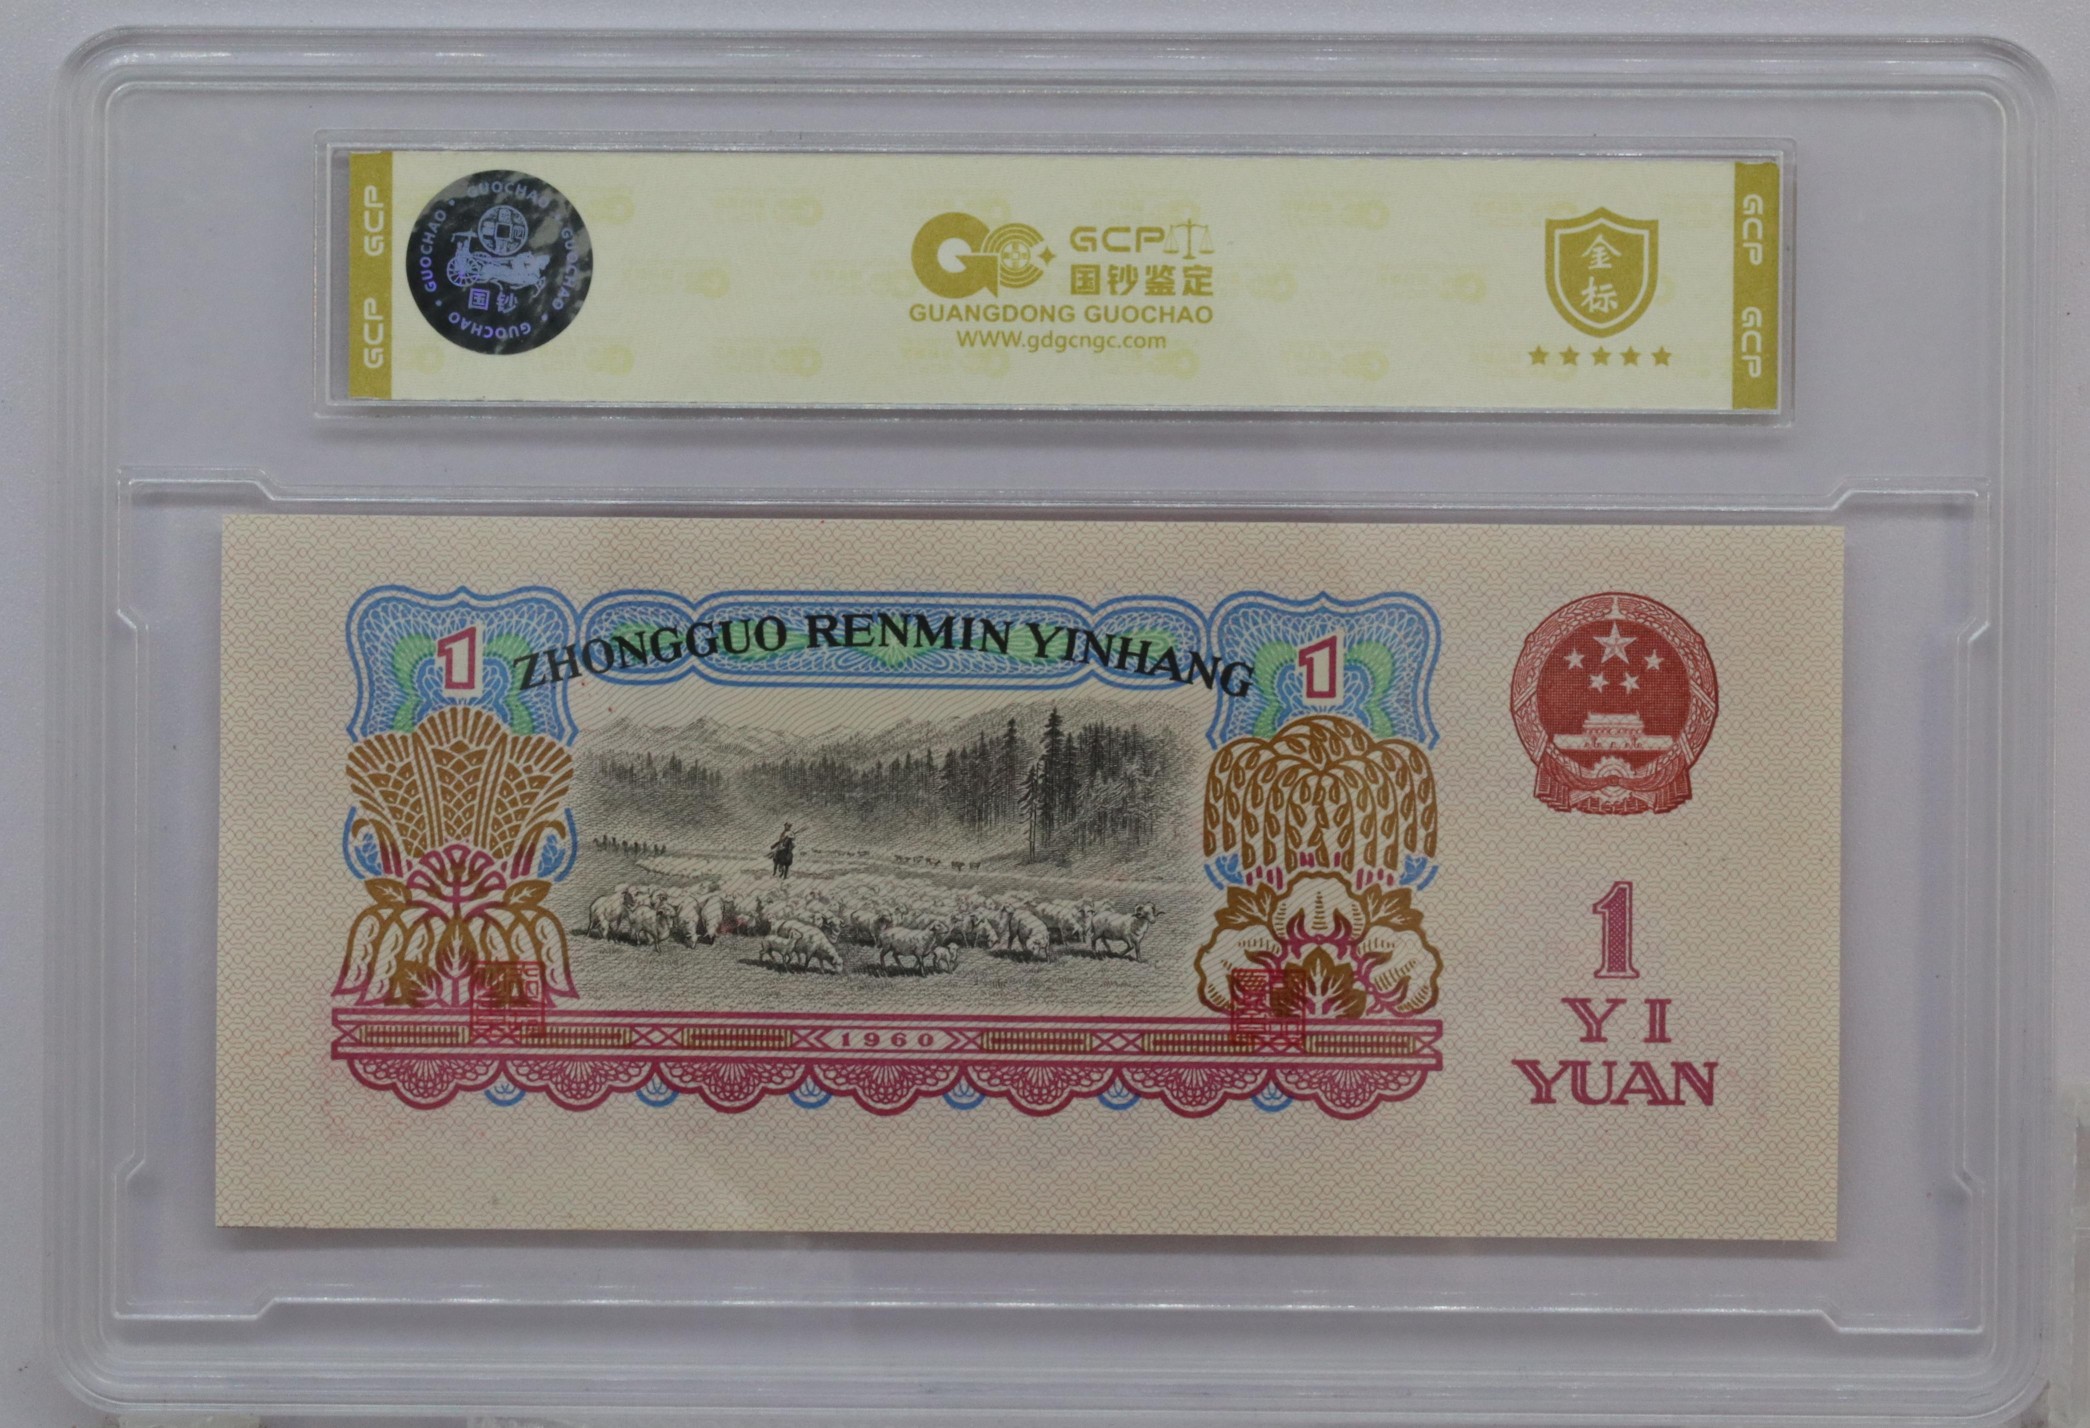 GCP GCP
GUOCHAO · GUOCHAO · GUOCHAO · GUOCHAO
国钞
GCP
国钞鉴定
GUANGDONG GUOCHAO
WWW.gdgcngc.com
金
标
GCP GCP
1 ZHONGGUO RENMIN YINHANG 1
1960
1
YI
YUAN